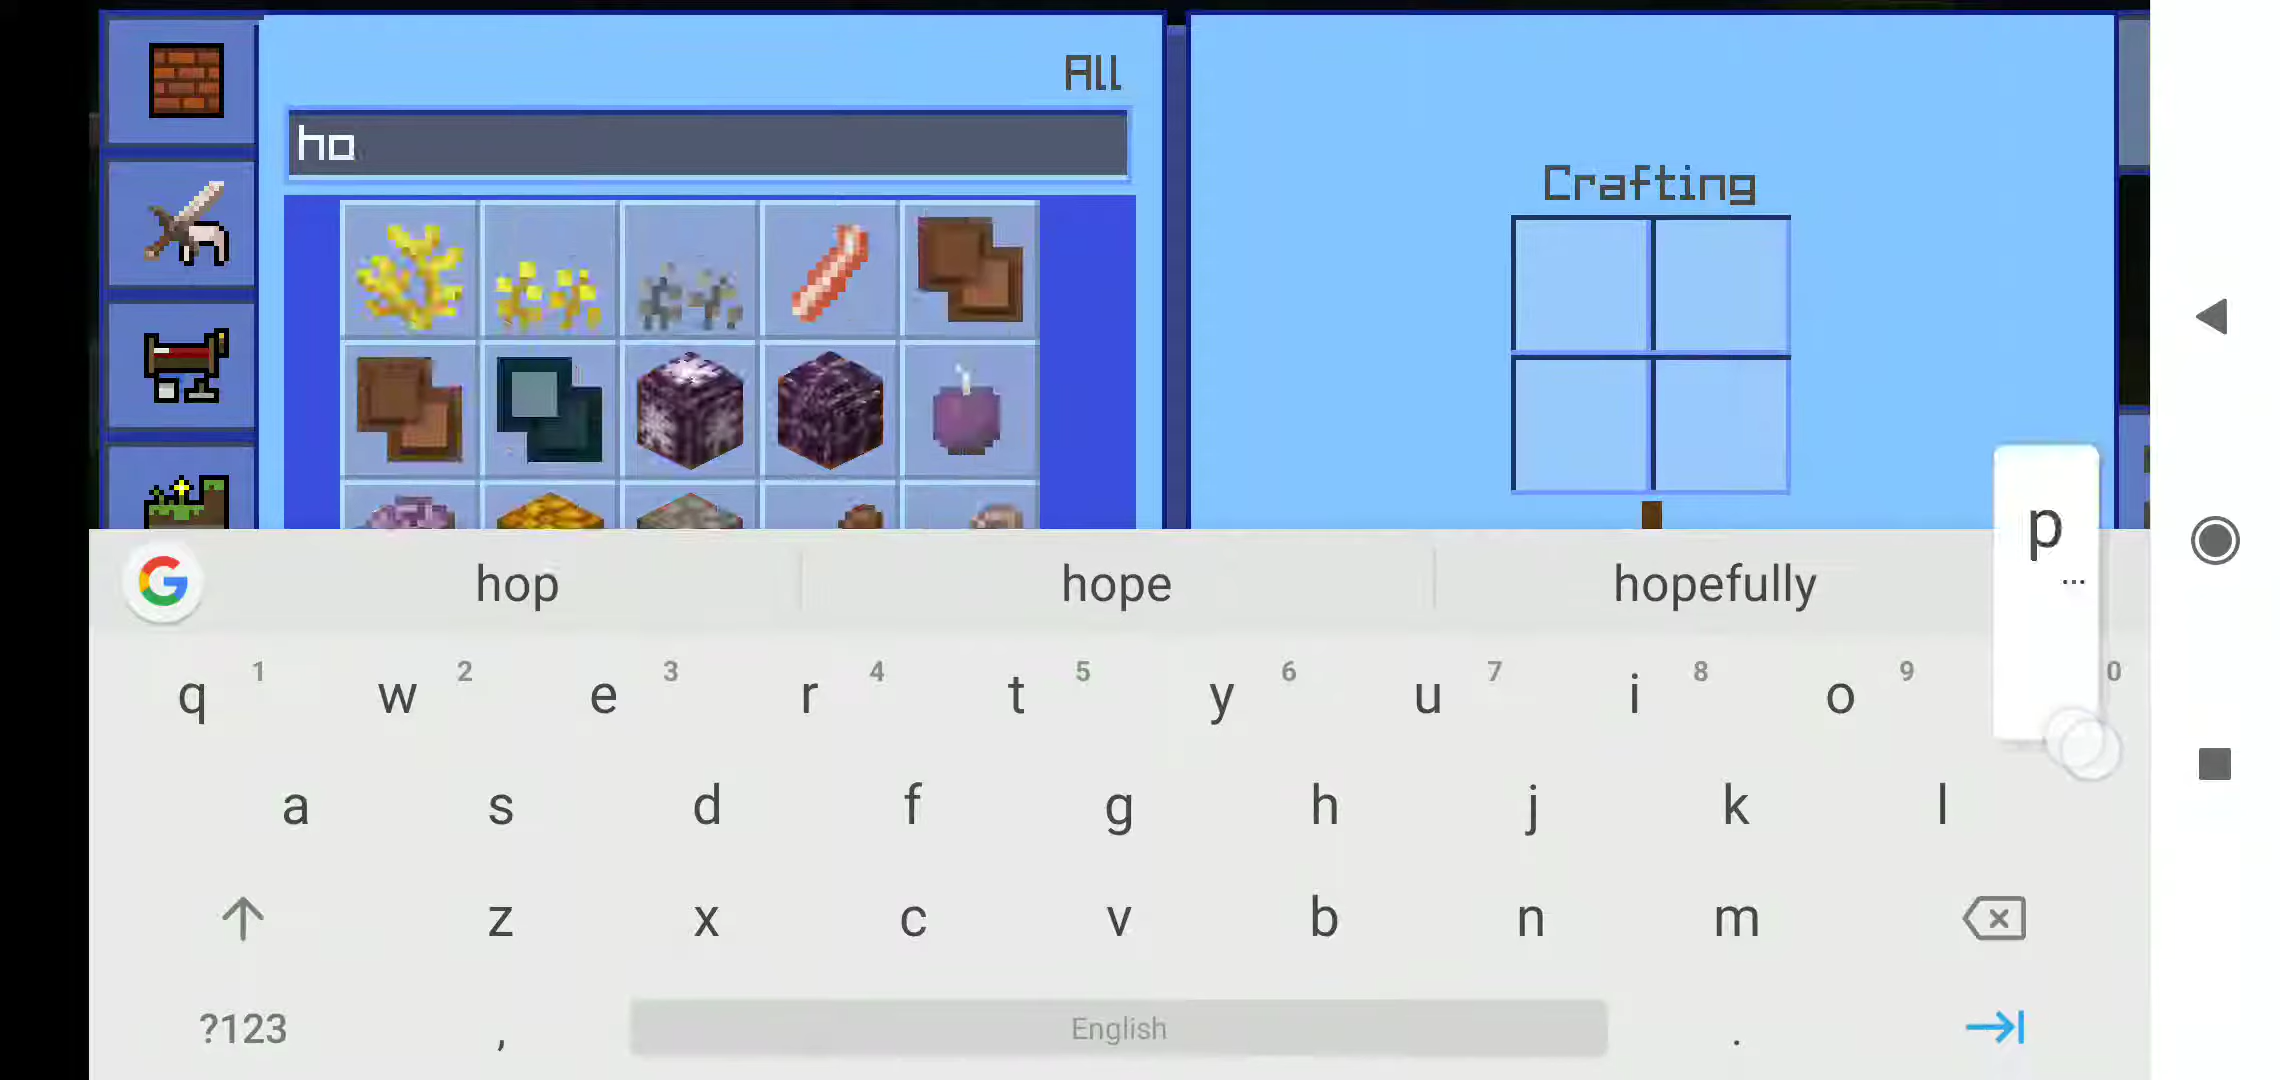 All
ho
Crafting
p
...
hop hope hopefully
q 1 w 2 e 3 r 4 t 5 y 6 u 7 i 8 o 9 0
a s d f g h j k l
z x c v b n m
?123 , English .